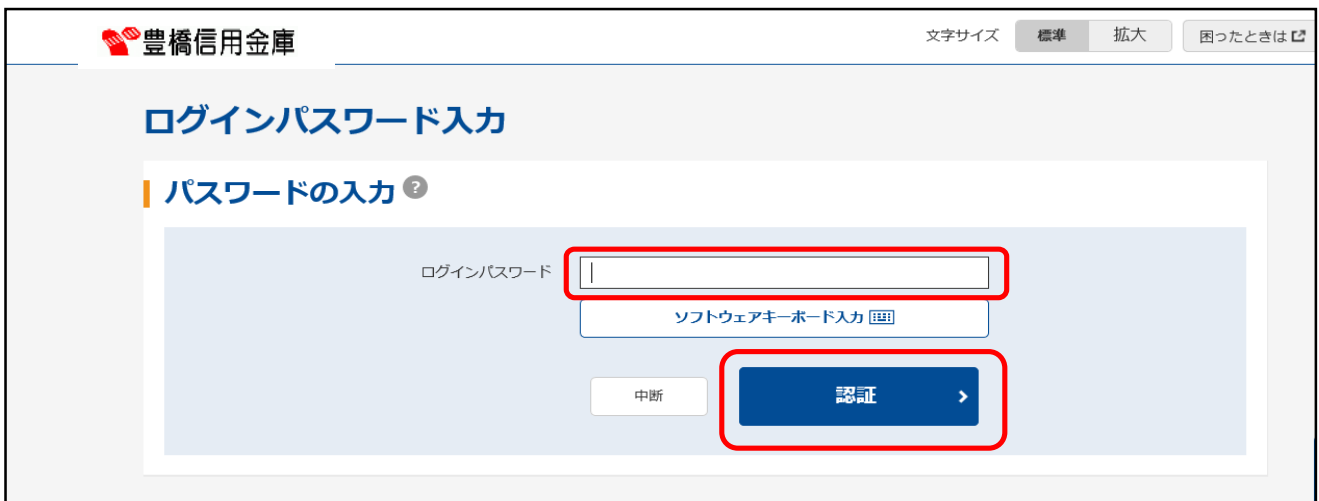 豊橋信用金庫
文字サイズ 標準 拡大 困ったときは
ログインパスワード入力
パスワードの入力 ?
ログインパスワード
ソフトウェアキーボード入力
中断 認証